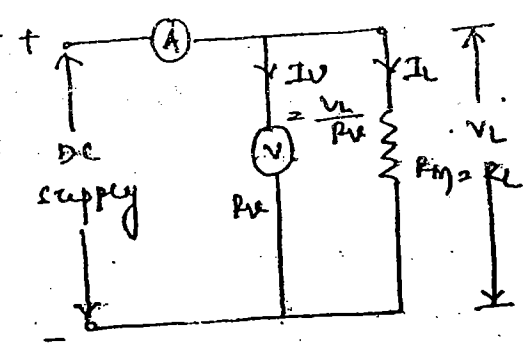 +
A
IV
= VL/RV
IL
V
DC
supply
RV
Rm = RL
VL
-